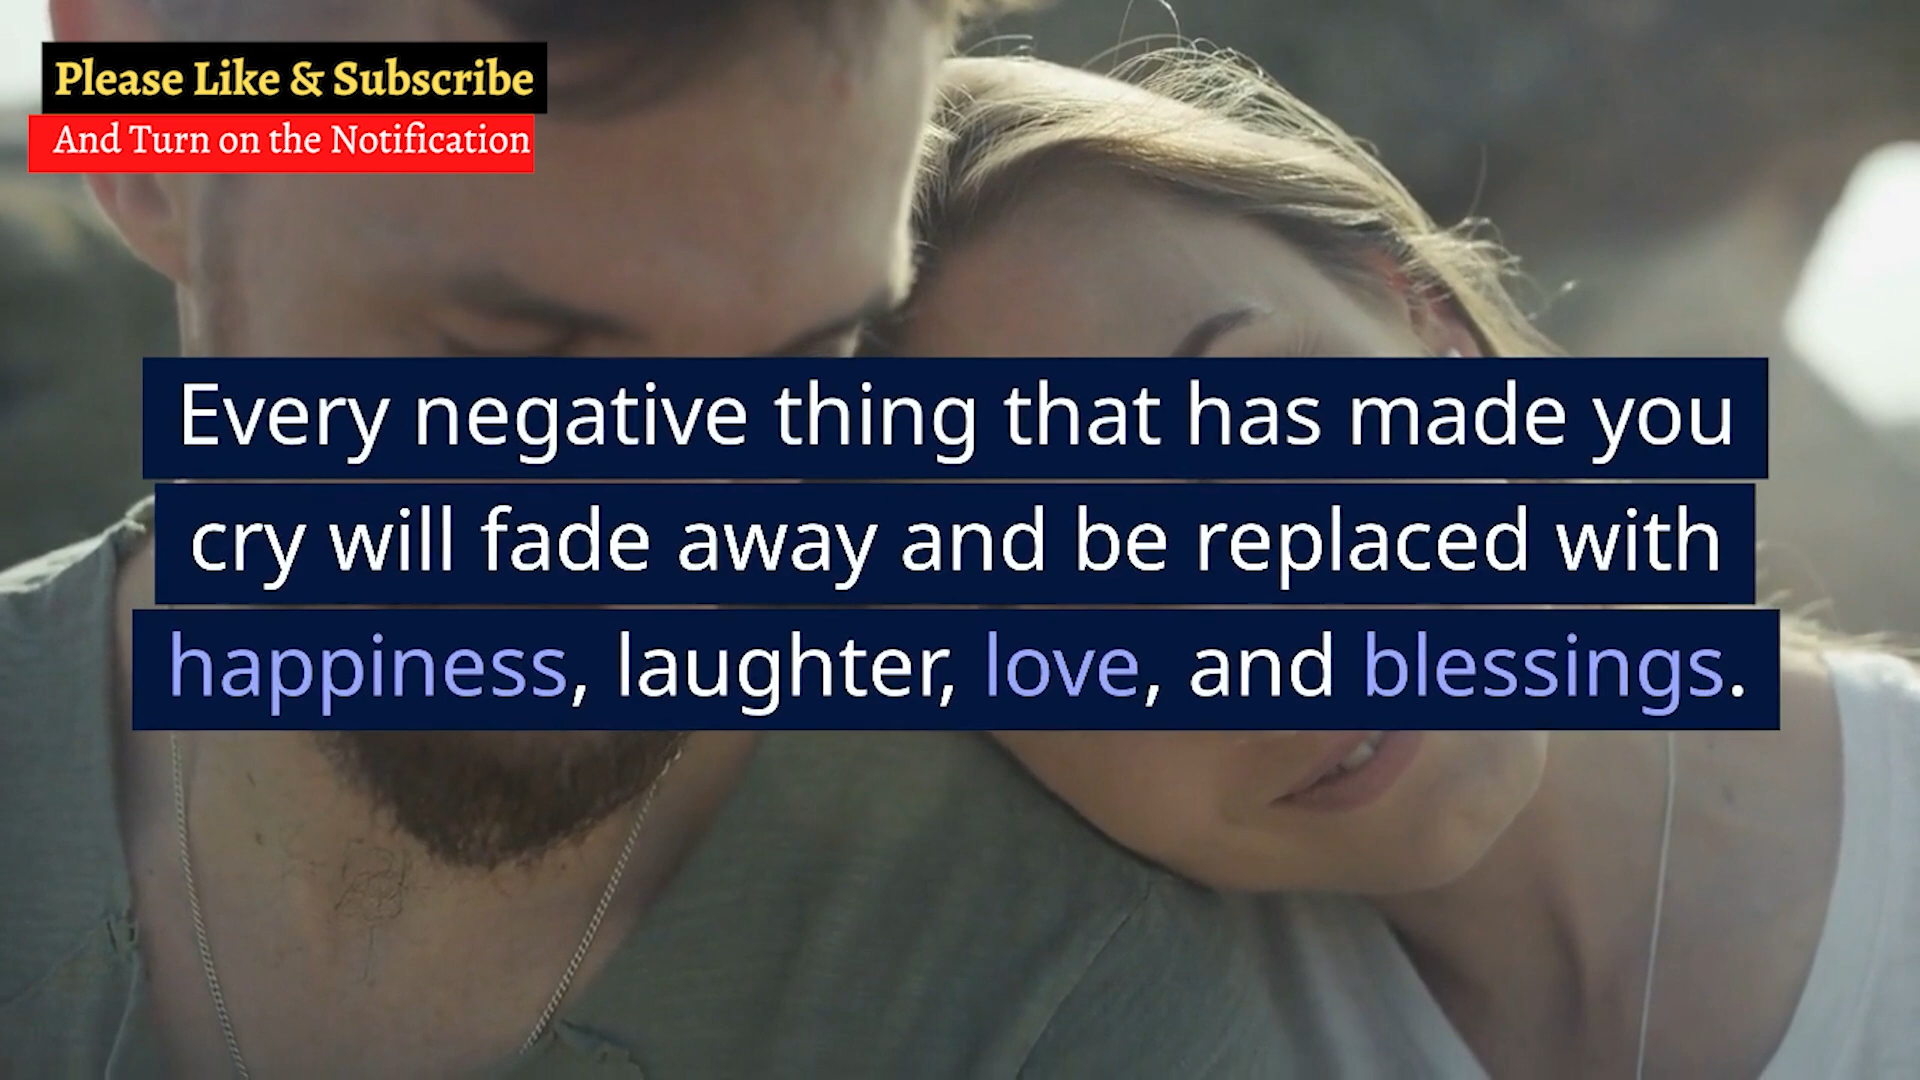 Please Like & Subscribe
And Turn on the Notification
Every negative thing that has made you
cry will fade away and be replaced with
happiness, laughter, love, and blessings.